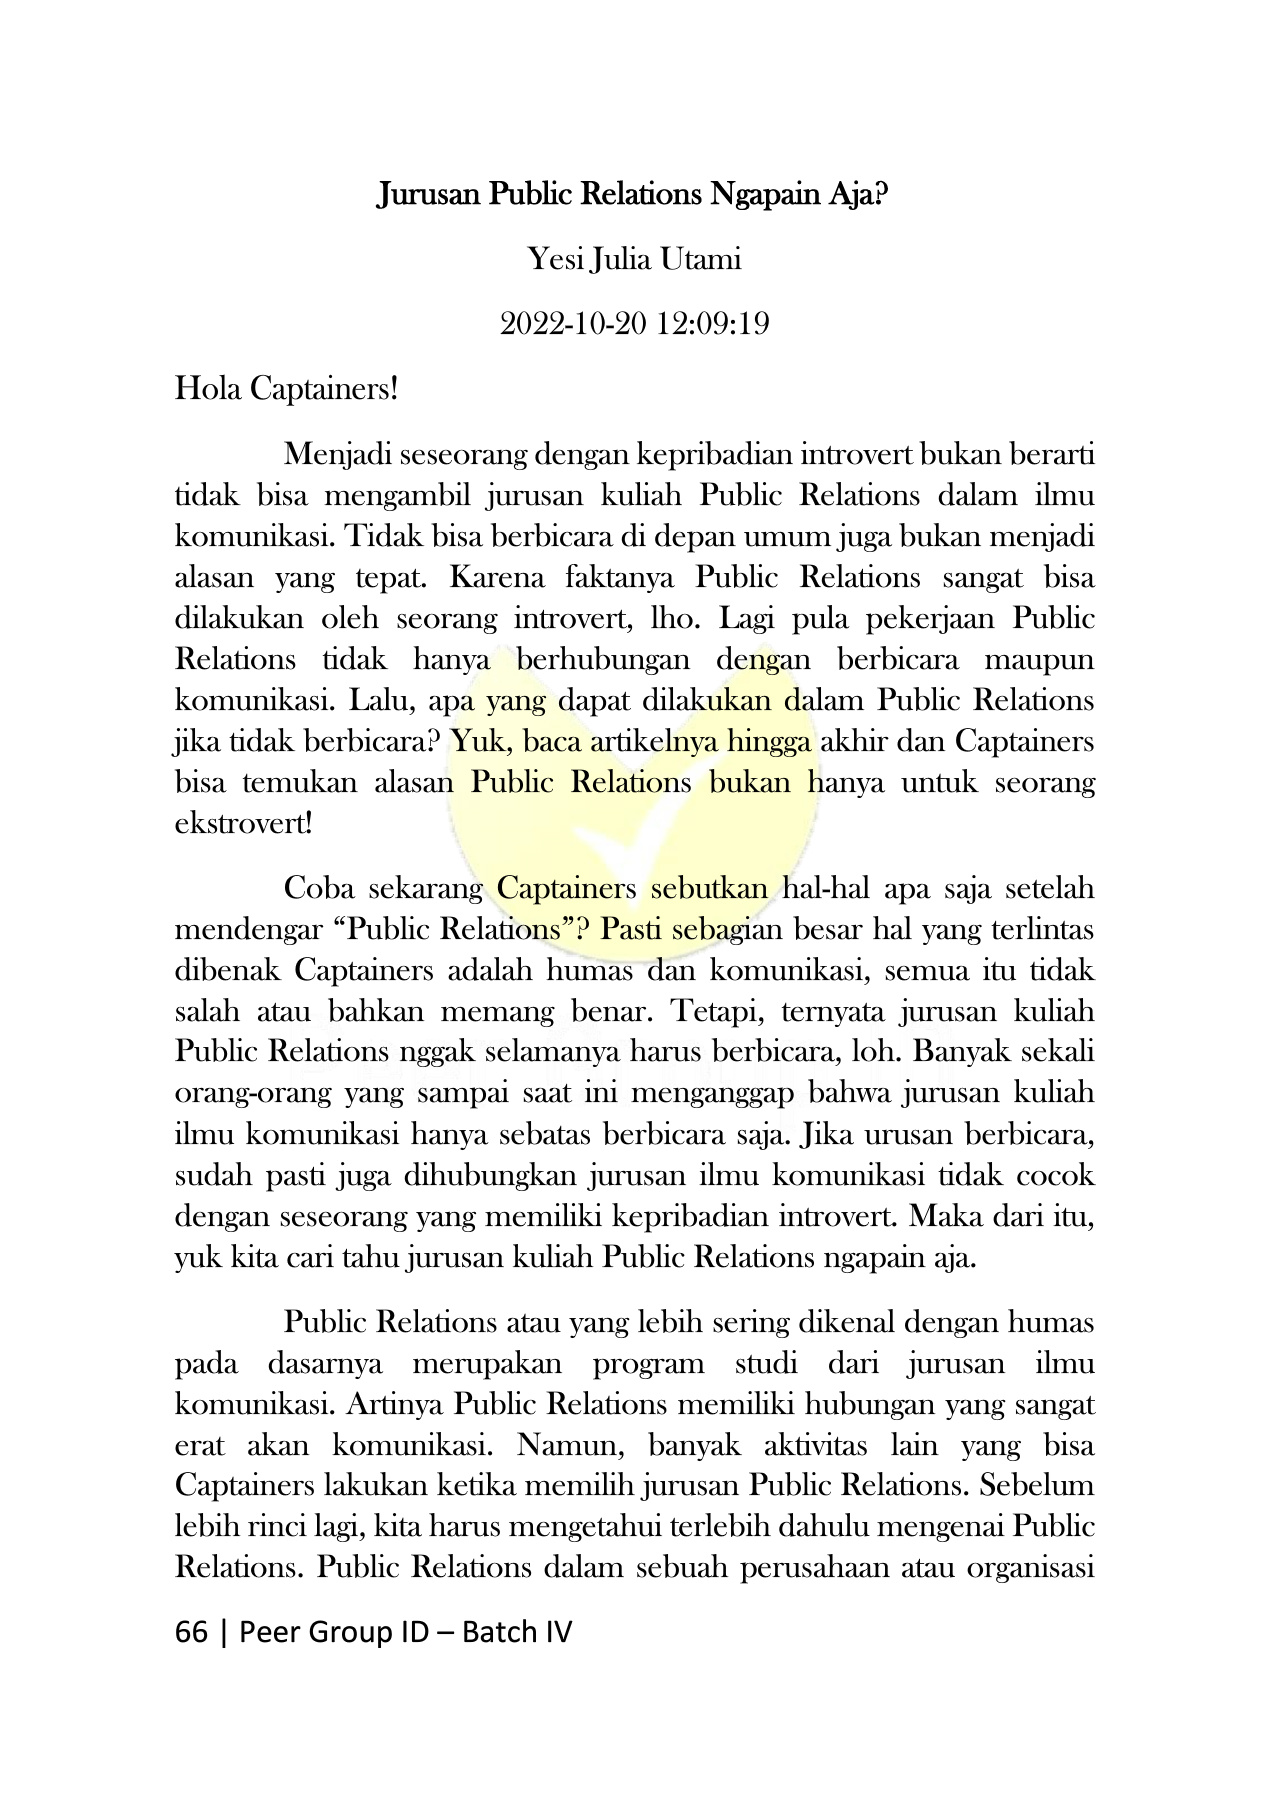 Jurusan Public Relations Ngapain Aja?
Yesi Julia Utami
2022-10-20 12:09:19
Hola Captainers!
Menjadi seseorang dengan kepribadian introvert bukan berarti
tidak bisa mengambil jurusan kuliah Public Relations dalam ilmu
komunikasi. Tidak bisa berbicara di depan umum juga bukan menjadi
alasan yang tepat. Karena faktanya Public Relations sangat bisa
dilakukan oleh seorang introvert, lho. Lagi pula pekerjaan Public
Relations tidak hanya berhubungan dengan berbicara maupun
komunikasi. Lalu, apa yang dapat dilakukan dalam Public Relations
jika tidak berbicara? Yuk, baca artikelnya hingga akhir dan Captainers
bisa temukan alasan Public Relations bukan hanya untuk seorang
ekstrovert!
Coba sekarang Captainers sebutkan hal-hal apa saja setelah
mendengar “Public Relations”? Pasti sebagian besar hal yang terlintas
dibenak Captainers adalah humas dan komunikasi, semua itu tidak
salah atau bahkan memang benar. Tetapi, ternyata jurusan kuliah
Public Relations nggak selamanya harus berbicara, loh. Banyak sekali
orang-orang yang sampai saat ini menganggap bahwa jurusan kuliah
ilmu komunikasi hanya sebatas berbicara saja. Jika urusan berbicara,
sudah pasti juga dihubungkan jurusan ilmu komunikasi tidak cocok
dengan seseorang yang memiliki kepribadian introvert. Maka dari itu,
yuk kita cari tahu jurusan kuliah Public Relations ngapain aja.
Public Relations atau yang lebih sering dikenal dengan humas
pada dasarnya merupakan program studi dari jurusan ilmu
komunikasi. Artinya Public Relations memiliki hubungan yang sangat
erat akan komunikasi. Namun, banyak aktivitas lain yang bisa
Captainers lakukan ketika memilih jurusan Public Relations. Sebelum
lebih rinci lagi, kita harus mengetahui terlebih dahulu mengenai Public
Relations. Public Relations dalam sebuah perusahaan atau organisasi
66 | Peer Group ID – Batch IV